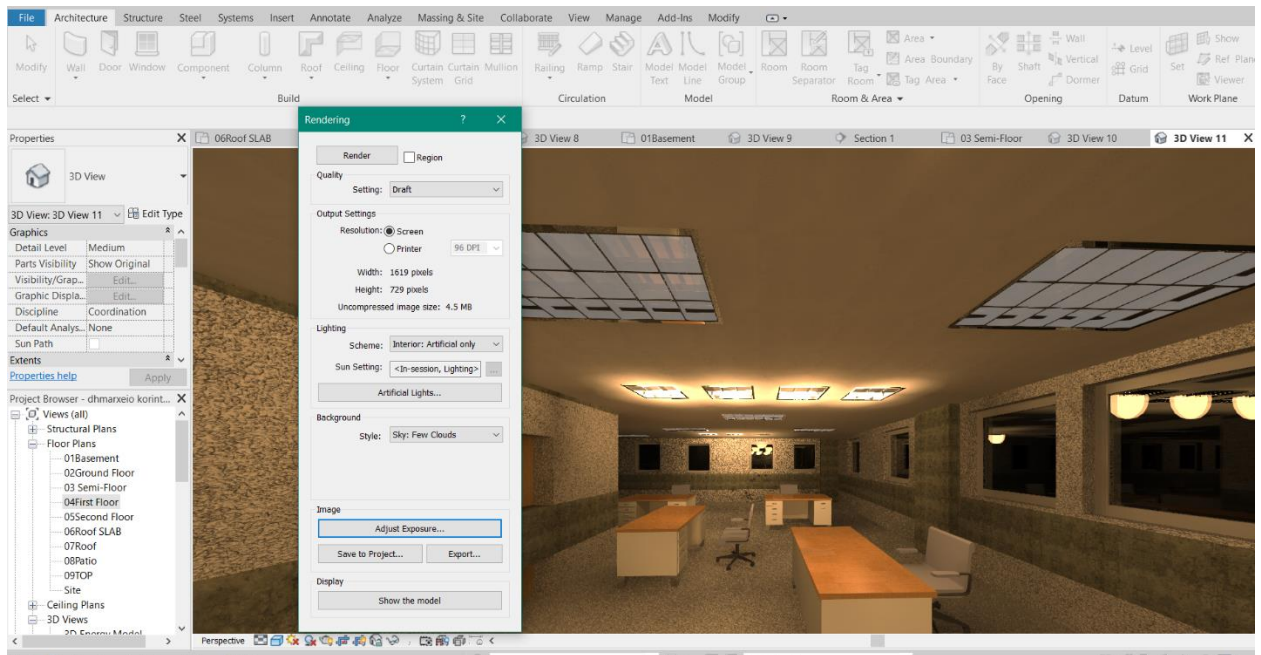 File Architecture Structure Steel Systems Insert Annotate Analyze Massing & Site Collaborate View Manage Add-Ins Modify
Modify Wall Door Window Component Column Roof Ceiling Floor Curtain System Curtain Grid Mullion Railing Ramp Stair Model Text Model Line Model Group Room Room Separator Tag Room
Area
Area Boundary
Tag Area
By Face Shaft
Wall
Vertical
Dormer
Level
Grid
Set
Show
Ref Plane
Viewer
Select Build Circulation Model Room & Area Opening Datum Work Plane
06Roof SLAB 3D View 8 01Basement 3D View 9 Section 1 03 Semi-Floor 3D View 10 3D View 11 X
Properties X
3D View
3D View: 3D View 11 Edit Type
Graphics
Detail Level Medium
Parts Visibility Show Original
Visibility/Grap... Edit...
Graphic Displa... Edit...
Discipline Coordination
Default Analys... None
Sun Path
Extents
Properties help Apply
Project Browser - dhmarxeio korint... X
Views (all)
Structural Plans
Floor Plans
01Basement
02Ground Floor
03 Semi-Floor
04First Floor
05Second Floor
06Roof SLAB
07Roof
08Patio
09TOP
Site
Ceiling Plans
3D Views
Rendering ? X
Render Region
Quality
Setting: Draft
Output Settings
Resolution: Screen
Printer 96 DPI
Width: 1619 pixels
Height: 729 pixels
Uncompressed image size: 4.5 MB
Lighting
Scheme: Interior: Artificial only
Sun Setting: <In-session, Lighting> ...
Artificial Lights...
Background
Style: Sky: Few Clouds
Image
Adjust Exposure...
Save to Project... Export...
Display
Show the model
Perspective